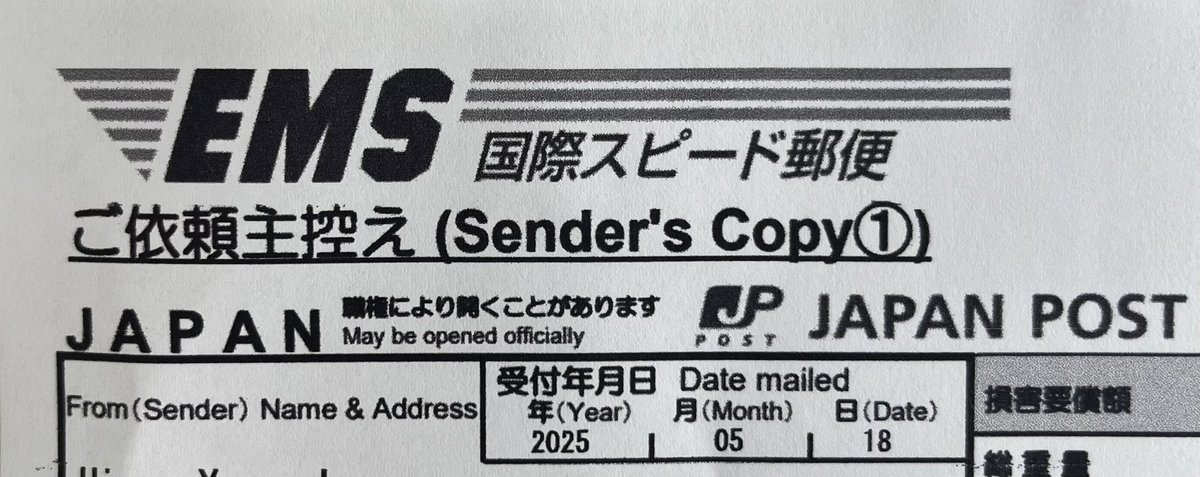 EMS
国際スピード郵便
ご依頼主控え (Sender's Copy①)
JAPAN
職権により開くことがあります
May be opened officially
JP
POST
JAPAN POST
From(Sender) Name & Address
受付年月日 Date mailed
年(Year) 月(Month) 日(Date)
2025 05 18
損害要償額
総重量